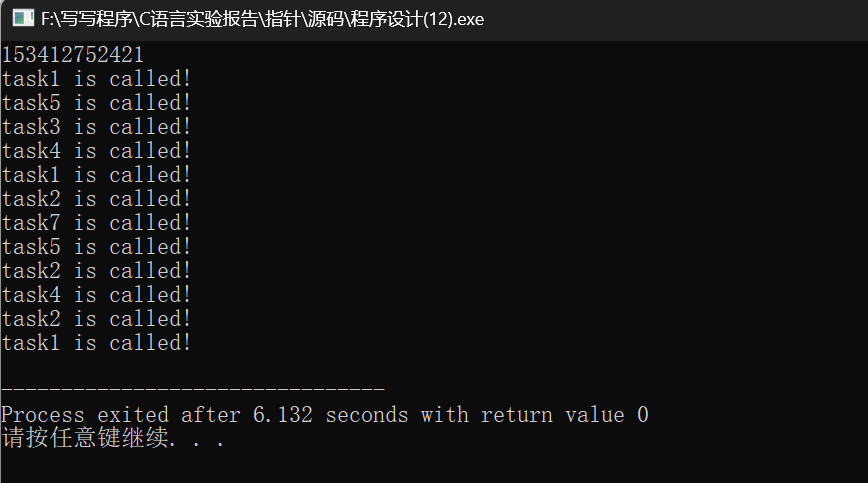 F:\写写程序\C语言实验报告\指针\源码\程序设计(12).exe
153412752421
task1 is called!
task5 is called!
task3 is called!
task4 is called!
task1 is called!
task2 is called!
task7 is called!
task5 is called!
task2 is called!
task4 is called!
task2 is called!
task1 is called!
--------------------------------
Process exited after 6.132 seconds with return value 0
请按任意键继续. . .